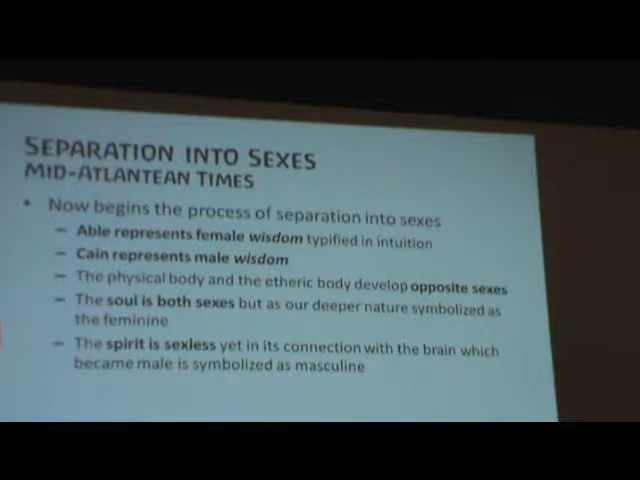 SEPARATION INTO SEXES
MID-ATLANTEAN TIMES
• Now begins the process of separation into sexes
– Able represents female wisdom typified in intuition
– Cain represents male wisdom
– The physical body and the etheric body develop opposite sexes
– The soul is both sexes but as our deeper nature symbolized as
the feminine
– The spirit is sexless yet in its connection with the brain which
became male is symbolized as masculine